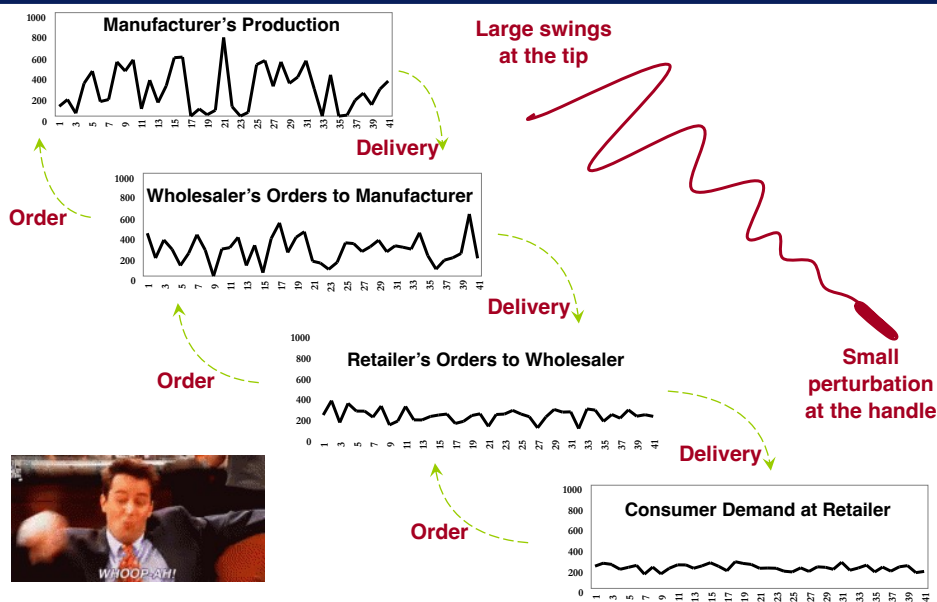 Manufacturer's Production
1000
800
600
400
200
0
1 3 5 7 9 11 13 15 17 19 21 23 25 27 29 31 33 35 37 39 41
Large swings
at the tip
Delivery
Order
Wholesaler's Orders to Manufacturer
1000
800
600
400
200
0
1 3 5 7 9 11 13 15 17 19 21 23 25 27 29 31 33 35 37 39 41
Delivery
Order
Retailer's Orders to Wholesaler
1000
800
600
400
200
0
1 3 5 7 9 11 13 15 17 19 21 23 25 27 29 31 33 35 37 39 41
Small
perturbation
at the handle
Delivery
Order
Consumer Demand at Retailer
1000
800
600
400
200
0
1 3 5 7 9 11 13 15 17 19 21 23 25 27 29 31 33 35 37 39 41
WHOOP-AH!